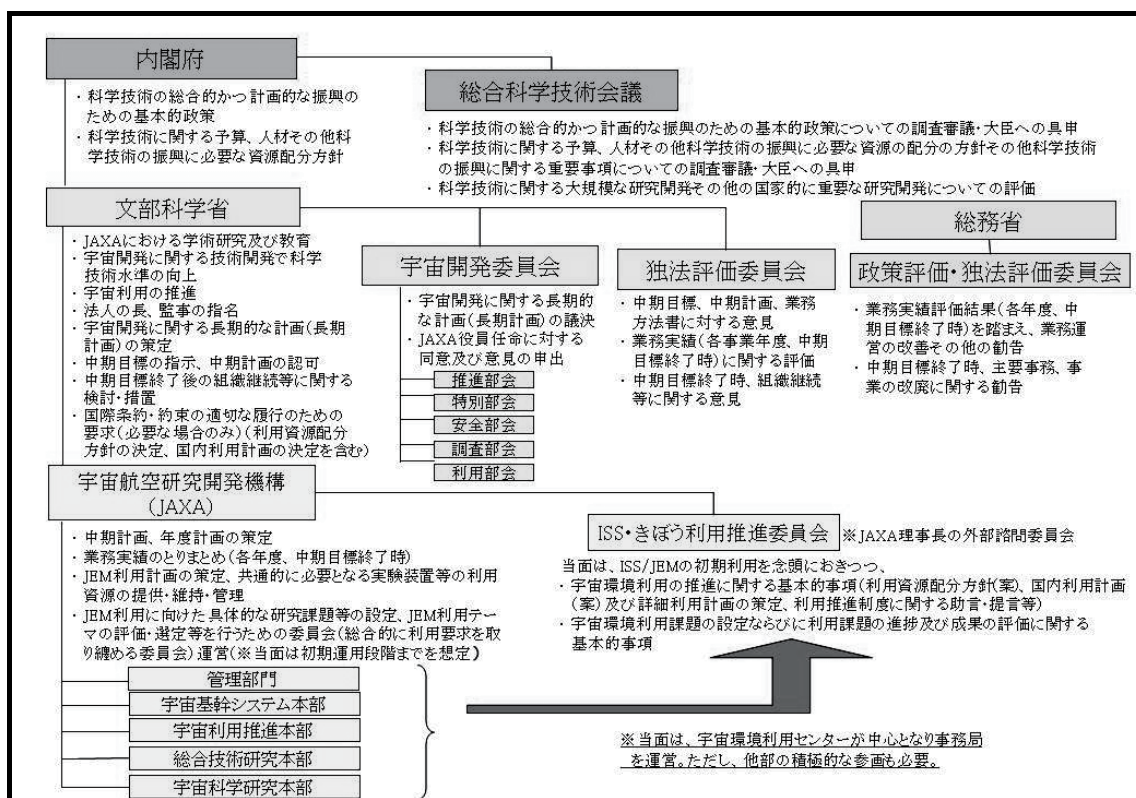 内閣府
・科学技術の総合的かつ計画的な振興の
ための基本的政策
・科学技術に関する予算、人材その他科
学技術の振興に必要な資源配分方針
総合科学技術会議
・科学技術の総合的かつ計画的な振興のための基本的政策についての調査審議・大臣への具申
・科学技術に関する予算、人材その他科学技術の振興に必要な資源の配分の方針その他科学技術
の振興に関する重要事項についての調査審議・大臣への具申
・科学技術に関する大規模な研究開発その他の国家的に重要な研究開発についての評価
文部科学省
・JAXAにおける学術研究及び教育
・宇宙開発に関する技術開発で科学
技術水準の向上
・宇宙利用の推進
・法人の長、監事の指名
・宇宙開発に関する長期的な計画(長期
計画)の策定
・中期目標の指示、中期計画の認可
・中期目標終了後の組織継続等に関する
検討・措置
・国際条約・約束の適切な履行のための
要求(必要な場合のみ)(利用資源配分
方針の決定、国内利用計画の決定を含む)
宇宙開発委員会
・宇宙開発に関する長期的
な計画(長期計画)の議決
・JAXA役員任命に対する
同意及び意見の申出
推進部会
特別部会
安全部会
調査部会
利用部会
独法評価委員会
・中期目標、中期計画、業務
方法書に対する意見
・業務実績(各事業年度、中期
目標終了時)に関する評価
・中期目標終了時、組織継続
等に関する意見
総務省
政策評価・独法評価委員会
・業務実績評価結果(各年度、中
期目標終了時)を踏まえ、業務運
営の改善その他の勧告
・中期目標終了時、主要事務、事
業の改廃に関する勧告
宇宙航空研究開発機構
(JAXA)
・中期計画、年度計画の策定
・業務実績のとりまとめ(各年度、中期目標終了時)
・JEM利用計画の策定、共通的に必要となる実験装置等の利用
資源の提供・維持・管理
・JEM利用に向けた具体的な研究課題等の設定、JEM利用テー
マの評価・選定等を行うための委員会(総合的に利用要求を取
り纏める委員会)運営(※当面は初期運用段階までを想定)
管理部門
宇宙基幹システム本部
宇宙利用推進本部
総合技術研究本部
宇宙科学研究本部
ISS・きぼう利用推進委員会
※JAXA理事長の外部諮問委員会
当面は、ISS/JEMの初期利用を念頭におきつつ、
・宇宙環境利用の推進に関する基本的事項(利用資源配分方針(案)、国内利用計画
(案)及び詳細利用計画の策定、利用推進制度に関する助言・提言等)
・宇宙環境利用課題の設定ならびに利用課題の進捗及び成果の評価に関する
基本的事項
※当面は、宇宙環境利用センターが中心となり事務局
を運営。ただし、他部の積極的な参画も必要。